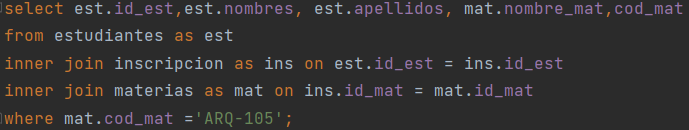 select est.id_est,est.nombres, est.apellidos, mat.nombre_mat,cod_mat
from estudiantes as est
inner join inscripcion as ins on est.id_est = ins.id_est
inner join materias as mat on ins.id_mat = mat.id_mat
where mat.cod_mat ='ARQ-105';